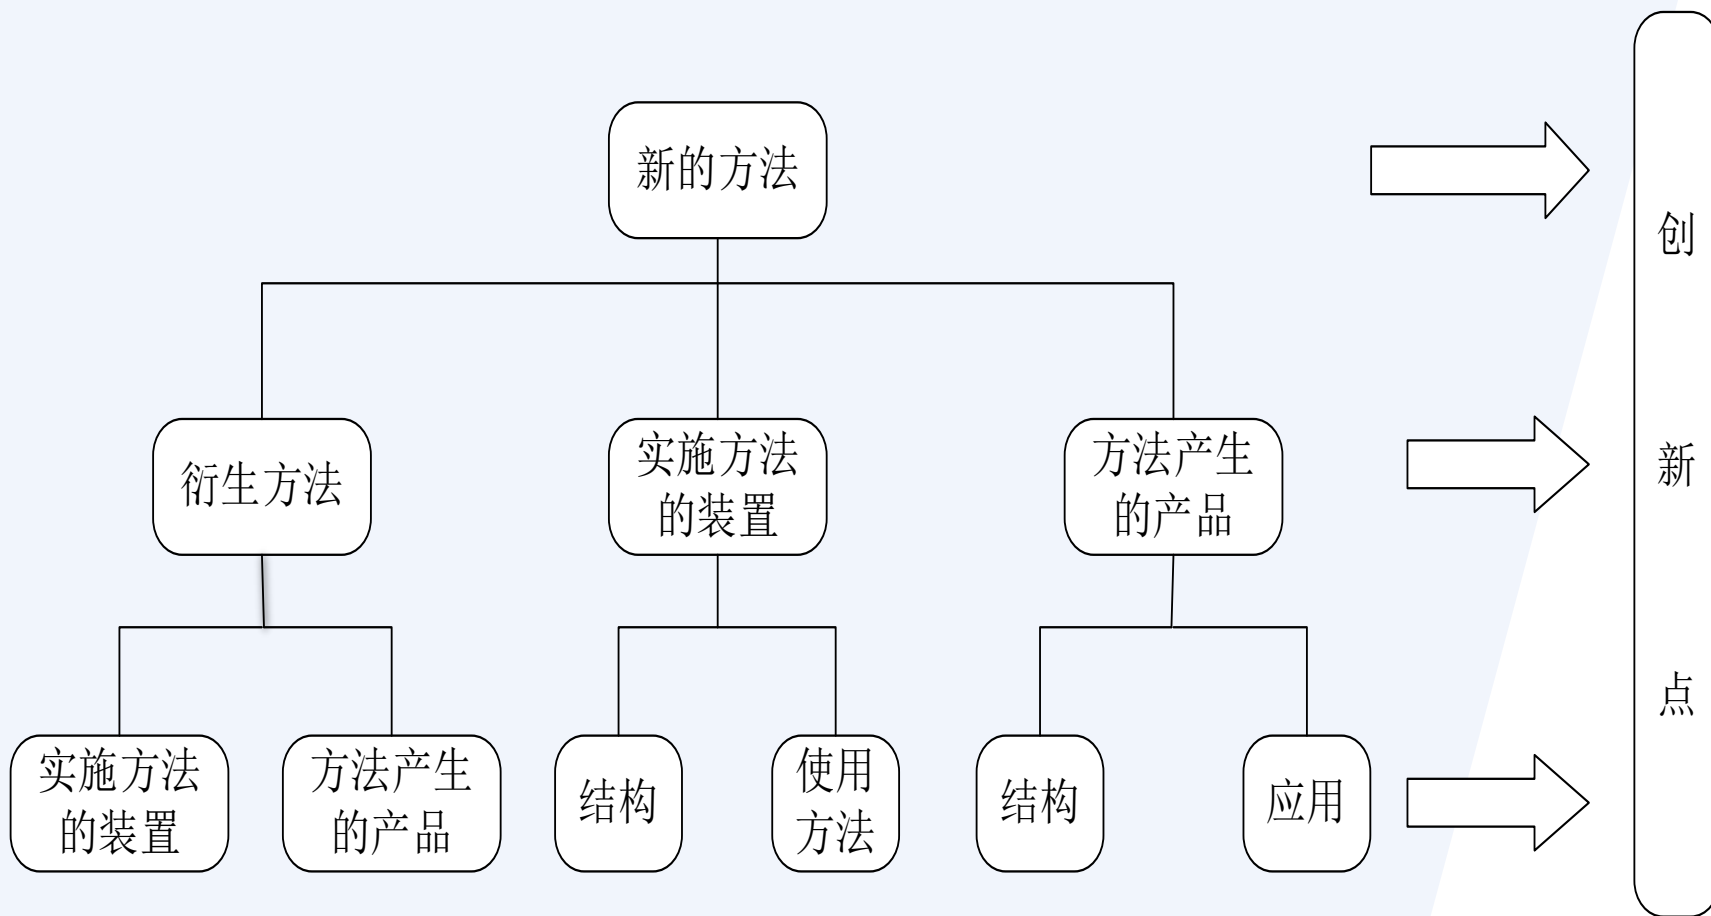 新的方法
衍生方法
实施方法
的装置
方法产生
的产品
实施方法
的装置
方法产生
的产品
结构
使用
方法
结构
应用
创
新
点